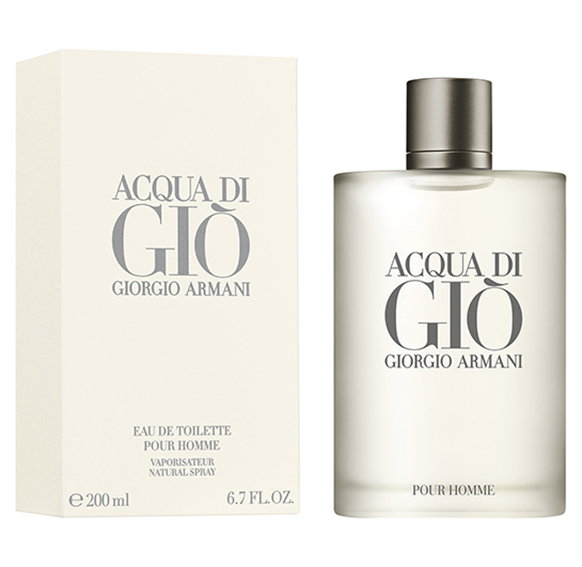 ACQUA DI
GIÒ
GIORGIO ARMANI
EAU DE TOILETTE
POUR HOMME
VAPORISATEUR
NATURAL SPRAY
℮ 200 ml 6.7 FL.OZ.
ACQUA DI
GIÒ
GIORGIO ARMANI
POUR HOMME